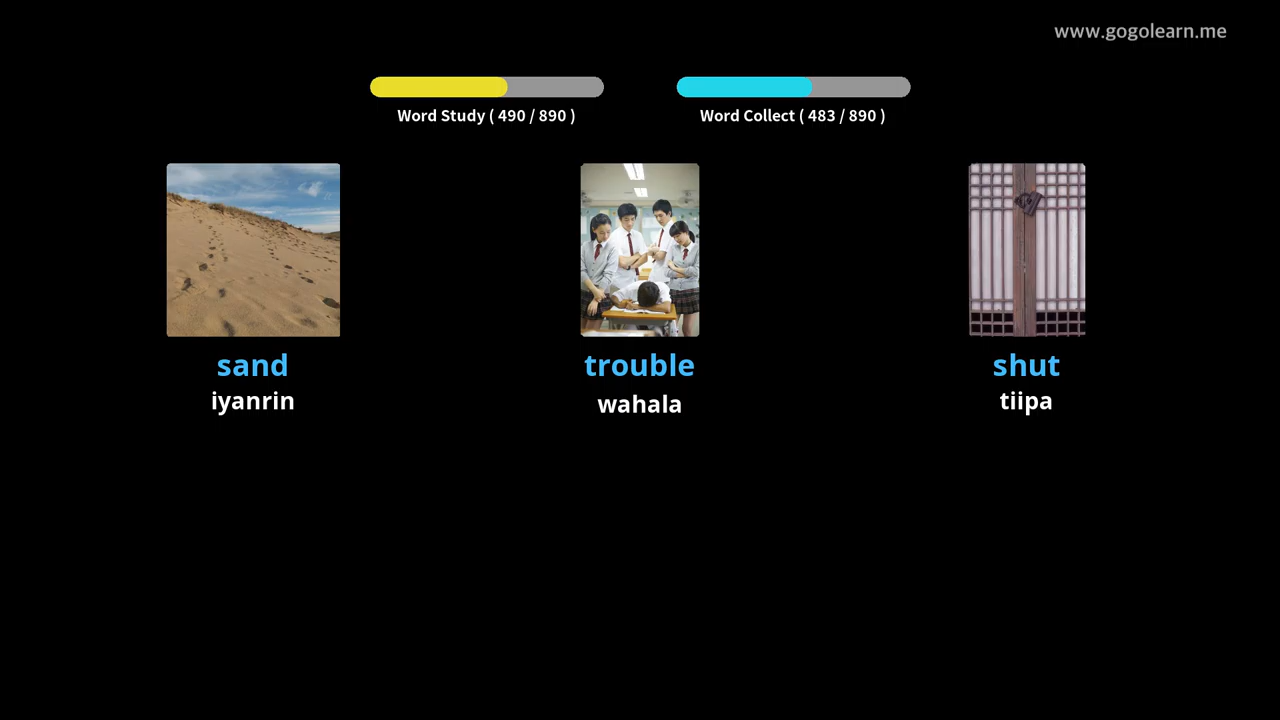 www.gogolearn.me
Word Study ( 490 / 890 )
Word Collect ( 483 / 890 )
sand
iyanrin
trouble
wahala
shut
tiipa